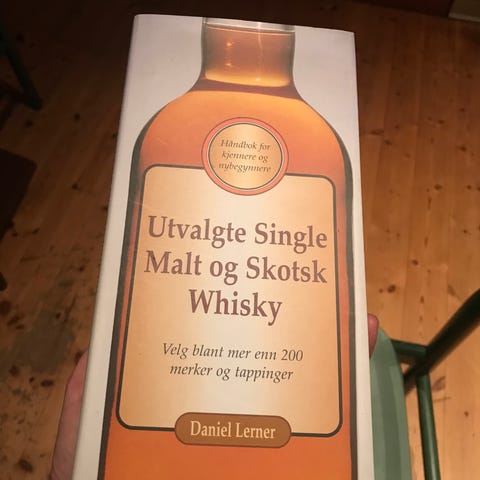 Håndbok for
kjennere og
nybegynnere
Utvalgte Single
Malt og Skotsk
Whisky
Velg blant mer enn 200
merker og tappinger
Daniel Lerner